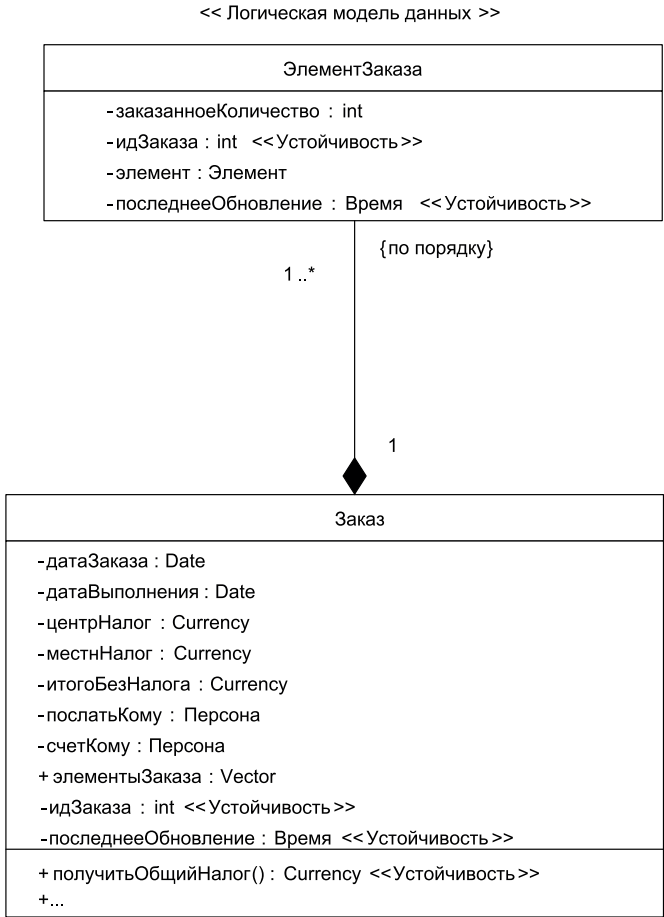 << Логическая модель данных >>
ЭлементЗаказа
-заказанноеКоличество : int
-идЗаказа : int <<Устойчивость>>
-элемент : Элемент
-последнееОбновление : Время <<Устойчивость>>
{по порядку}
1 ..*
1
Заказ
-датаЗаказа : Date
-датаВыполнения : Date
-центрНалог : Currency
-местнНалог : Currency
-итогоБезНалога : Currency
-послатьКому : Персона
-счетКому : Персона
+ элементыЗаказа : Vector
-идЗаказа : int <<Устойчивость>>
-последнееОбновление : Время <<Устойчивость>>
+ получитьОбщийНалог() : Currency <<Устойчивость>>
+...